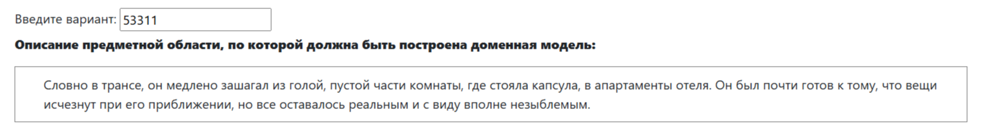 Введите вариант: 53311
Описание предметной области, по которой должна быть построена доменная модель:
Словно в трансе, он медлено зашагал из голой, пустой части комнаты, где стояла капсула, в апартаменты отеля. Он был почти готов к тому, что вещи
исчезнут при его приближении, но все оставалось реальным и с виду вполне незыблемым.